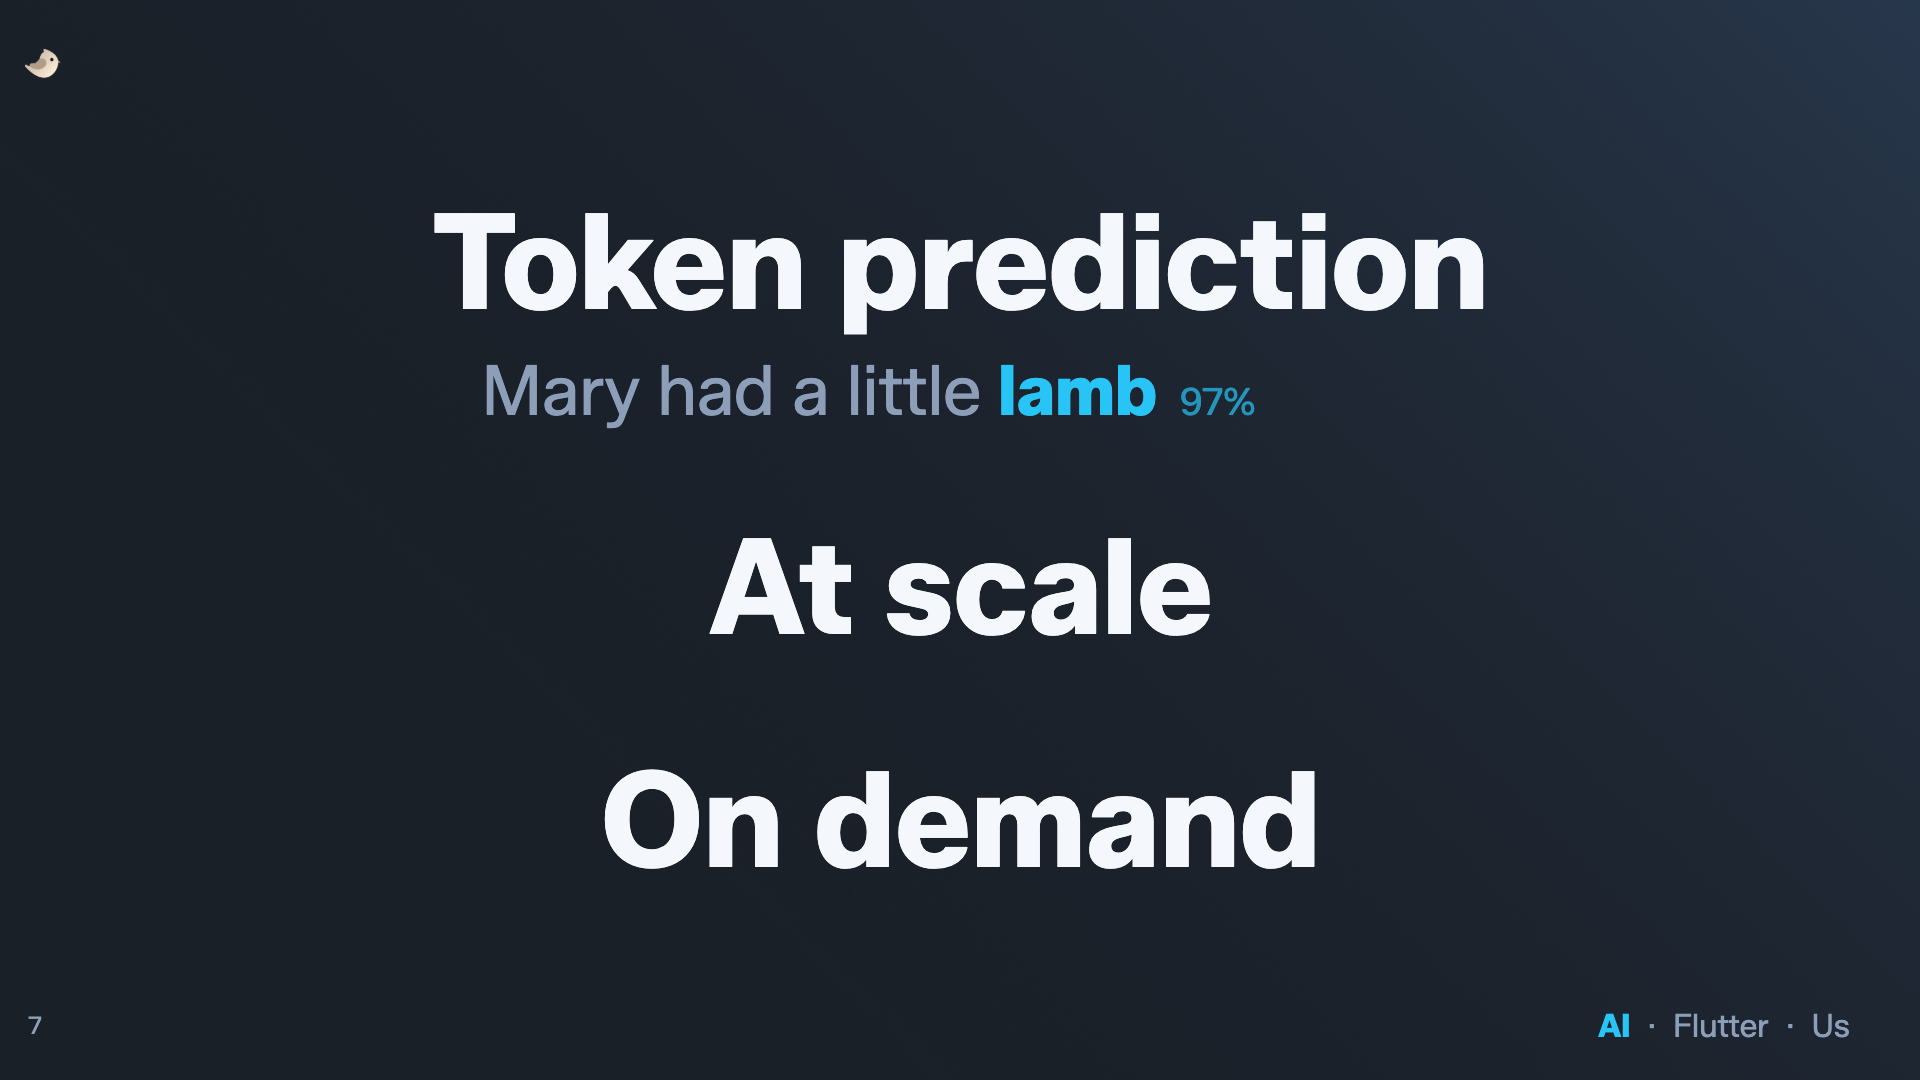 Token prediction
Mary had a little lamb 97%
At scale
On demand
7
AI · Flutter · Us